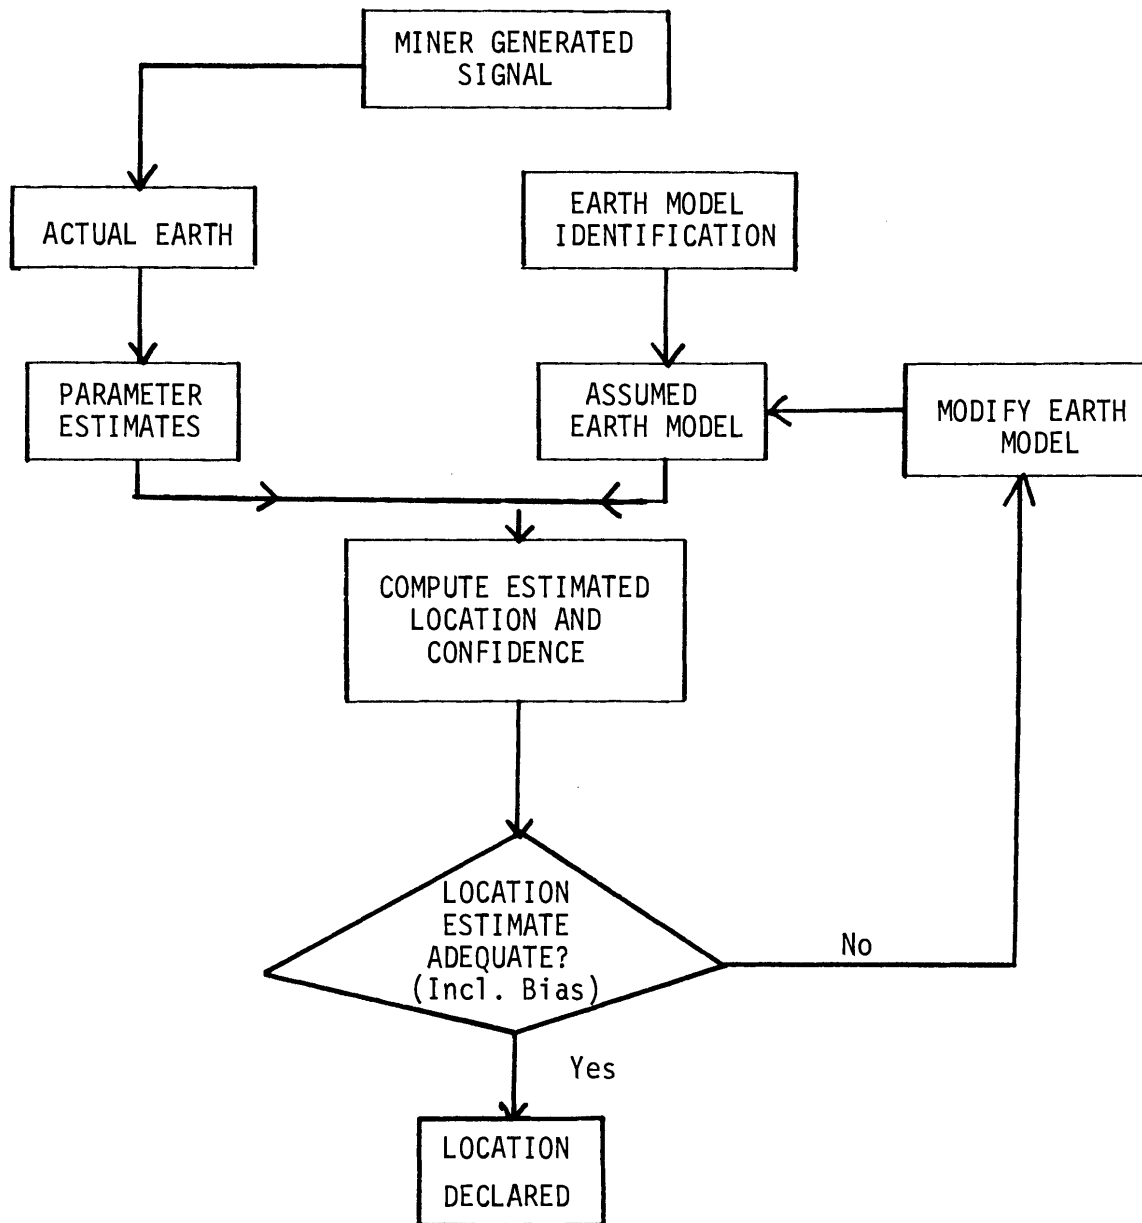 MINER GENERATED
SIGNAL
ACTUAL EARTH
EARTH MODEL
IDENTIFICATION
PARAMETER
ESTIMATES
ASSUMED
EARTH MODEL
MODIFY EARTH
MODEL
COMPUTE ESTIMATED
LOCATION AND
CONFIDENCE
LOCATION
ESTIMATE
ADEQUATE?
(Incl. Bias)
No
Yes
LOCATION
DECLARED